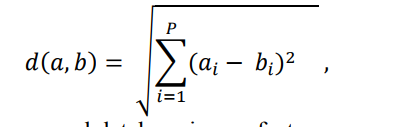 d(a, b) = √∑_{i=1}^{P} (a_i − b_i)² ,